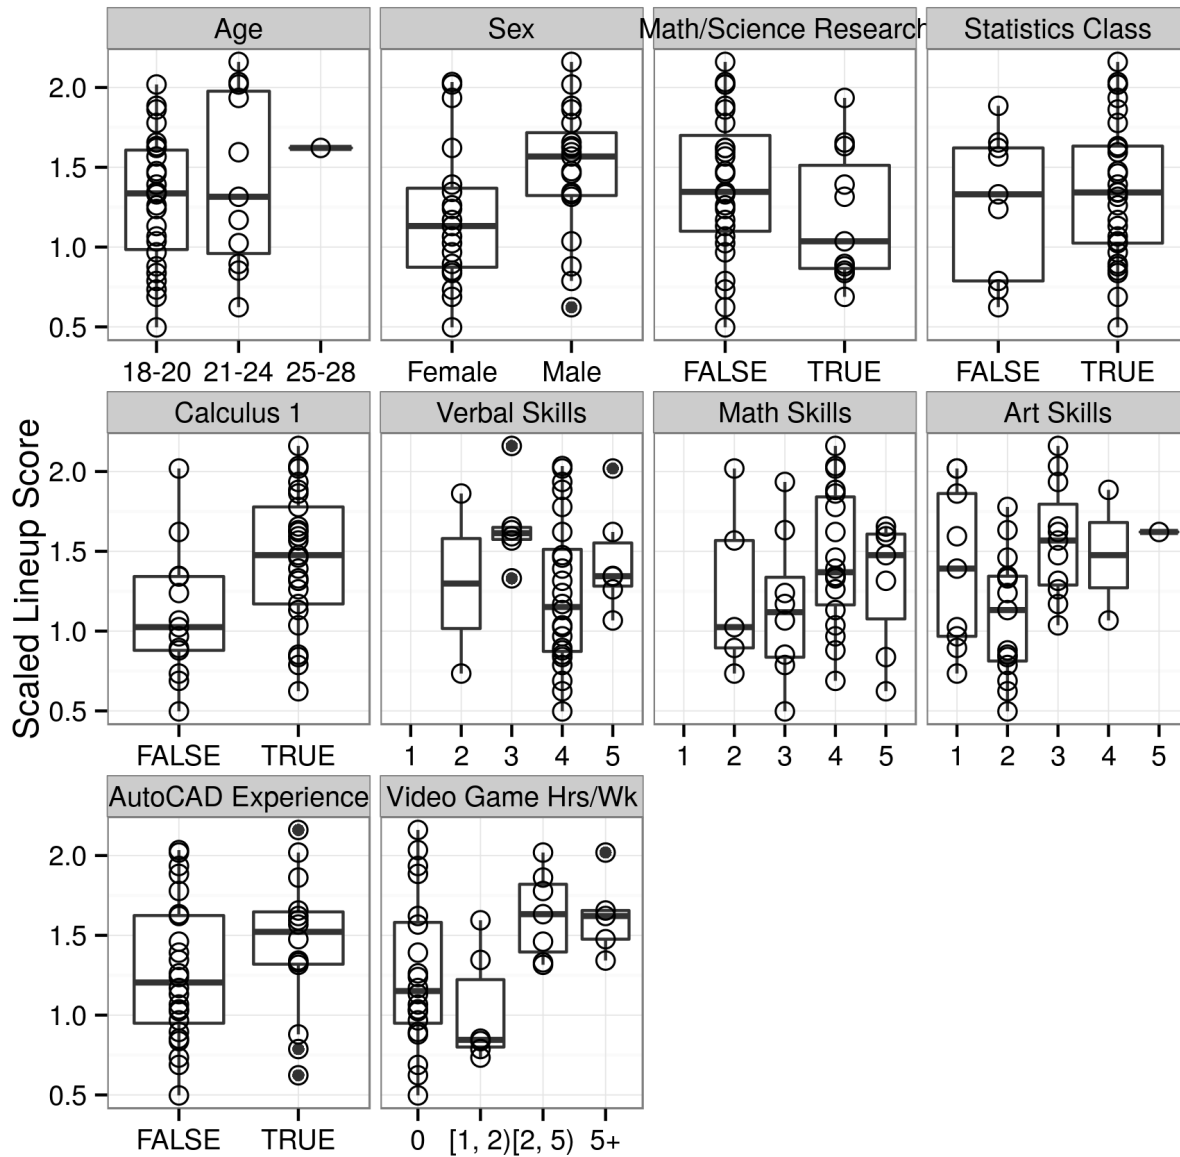 Age Sex Math/Science Research Statistics Class
2.0
1.5
1.0
0.5
18-20 21-24 25-28 Female Male FALSE TRUE FALSE TRUE
Calculus 1 Verbal Skills Math Skills Art Skills
Scaled Lineup Score
2.0
1.5
1.0
0.5
FALSE TRUE 1 2 3 4 5 1 2 3 4 5 1 2 3 4 5
AutoCAD Experience Video Game Hrs/Wk
2.0
1.5
1.0
0.5
FALSE TRUE 0 [1, 2) [2, 5) 5+